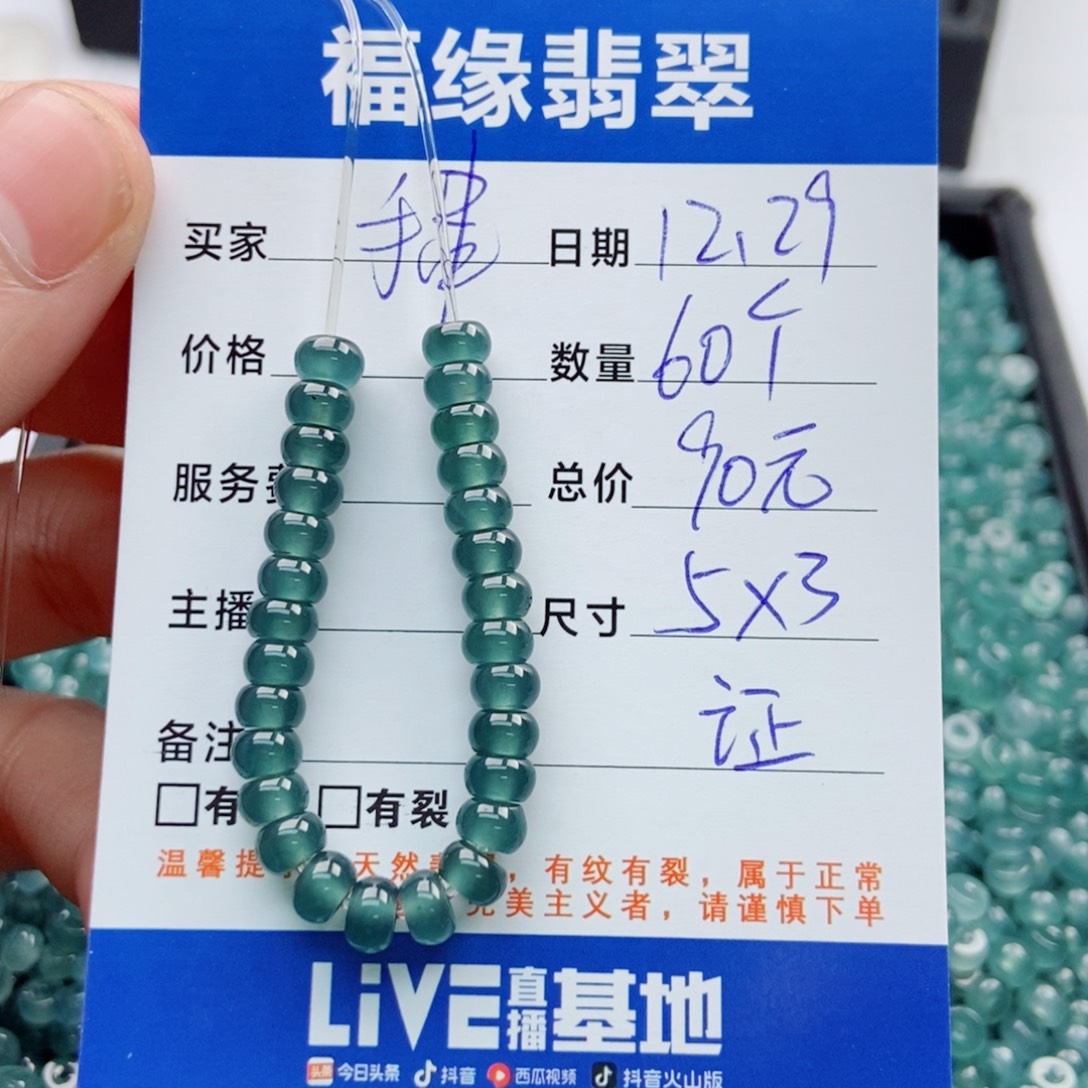 福缘翡翠
买家 日期 12.29
价格 数量 60个
服务费 总价 90元
主播 尺寸 5X3
备注 证
□有 □有裂
温馨提 天然 ，有纹有裂，属于正常
完美主义者，请谨慎下单
LiVE直播基地
头条 今日头条 抖音 西瓜视频 抖音火山版